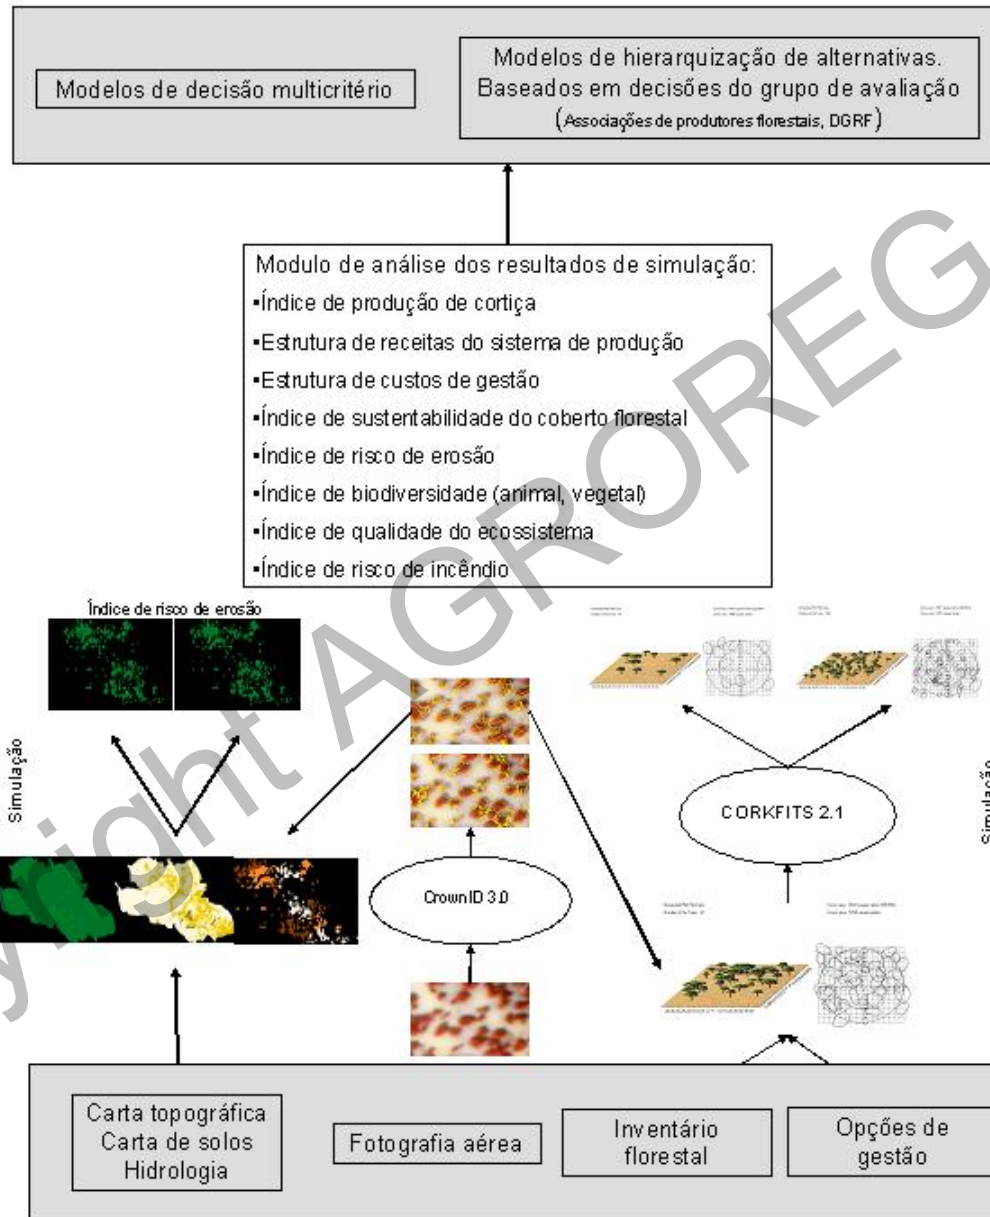 Modelos de decisão multicritério
Modelos de hierarquização de alternativas.
Baseados em decisões do grupo de avaliação
(Associações de produtores florestais, DGRF)
Modulo de análise dos resultados de simulação:
▪Índice de produção de cortiça
▪Estrutura de receitas do sistema de produção
▪Estrutura de custos de gestão
▪Índice de sustentabilidade do coberto florestal
▪Índice de risco de erosão
▪Índice de biodiversidade (animal, vegetal)
▪Índice de qualidade do ecossistema
▪Índice de risco de incêndio
Índice de risco de erosão
Simulação
CrownID 3.0
CORKFITS 2.1
Simulação
Carta topográfica
Carta de solos
Hidrologia
Fotografia aérea
Inventário
florestal
Opções de
gestão
yright AGROREG